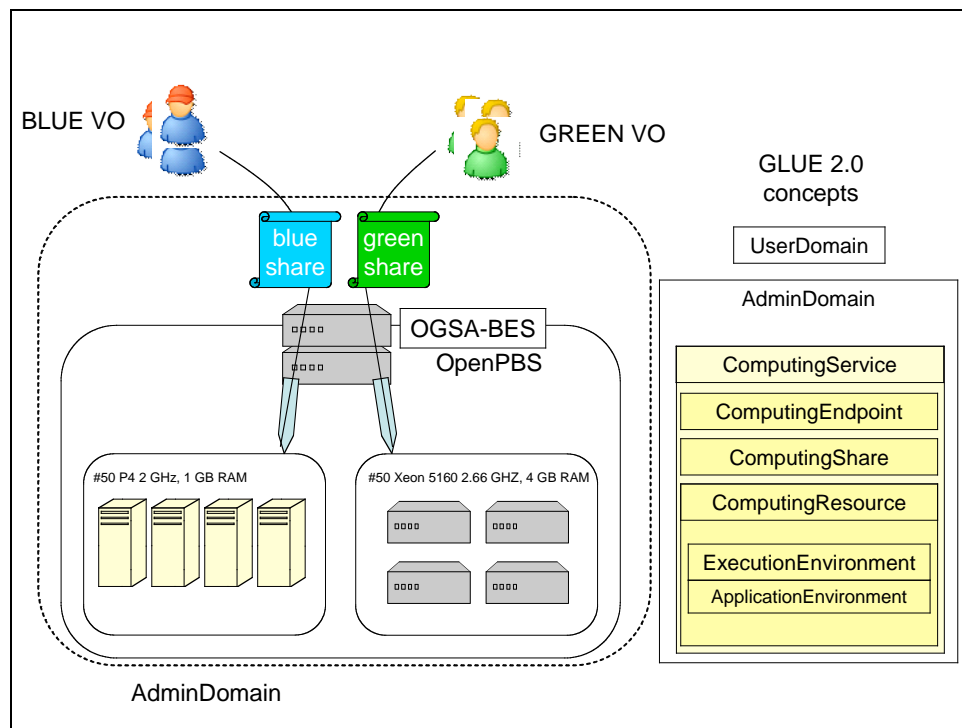 BLUE VO
GREEN VO
GLUE 2.0
concepts
blue
share
green
share
UserDomain
AdminDomain
OGSA-BES
OpenPBS
ComputingService
ComputingEndpoint
ComputingShare
#50 P4 2 GHz, 1 GB RAM
#50 Xeon 5160 2.66 GHZ, 4 GB RAM
ComputingResource
ExecutionEnvironment
ApplicationEnvironment
AdminDomain